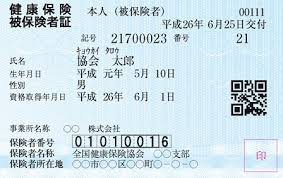 健康保険 本人（被保険者） 00111
被保険者証 平成26年 6月25日交付
記号 21700023 番号 21
キョウカイ タロウ
氏名 協会 太郎
生年月日 平成 元年 5月10日
性別 男
資格取得年月日 平成 26年 6月 1日
事業所名称 ○○ 株式会社
保険者番号 01010016
保険者名称 全国健康保険協会 ○○支部
保険者所在地 ○○市○○区○○町○－○－○
印